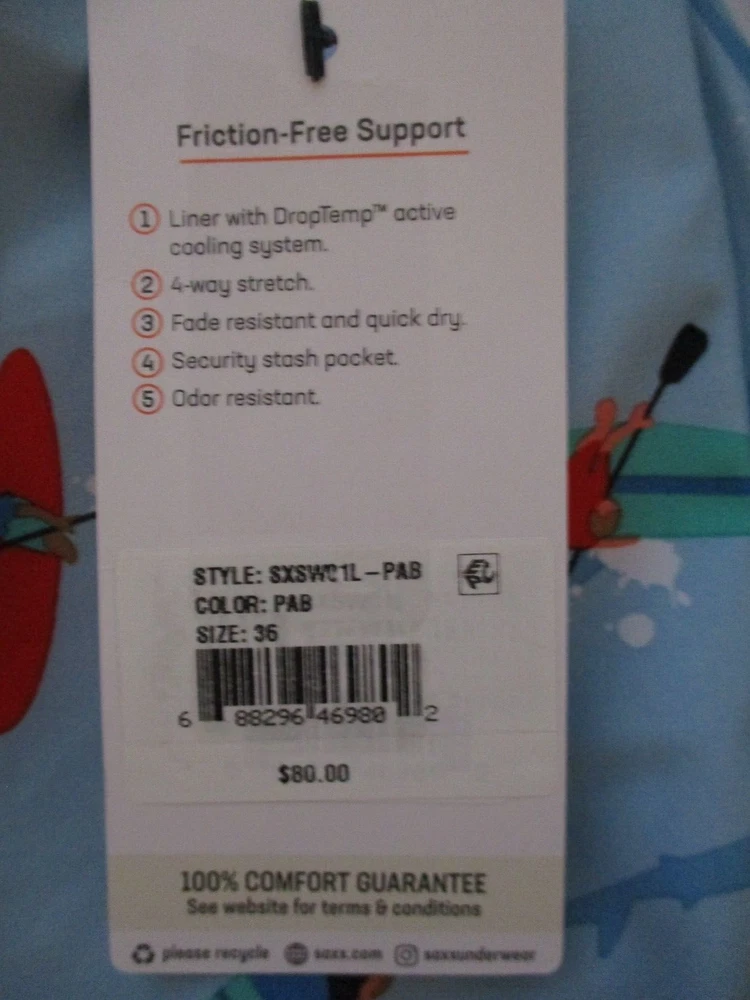 Friction-Free Support
1 Liner with DropTemp™ active
cooling system.
2 4-way stretch.
3 Fade resistant and quick dry.
4 Security stash pocket.
5 Odor resistant.
STYLE: SXSW01L-PAB
COLOR: PAB
SIZE: 36
6 88296 46980 2
$80.00
100% COMFORT GUARANTEE
See website for terms & conditions
please recycle saxx.com saxxunderwear